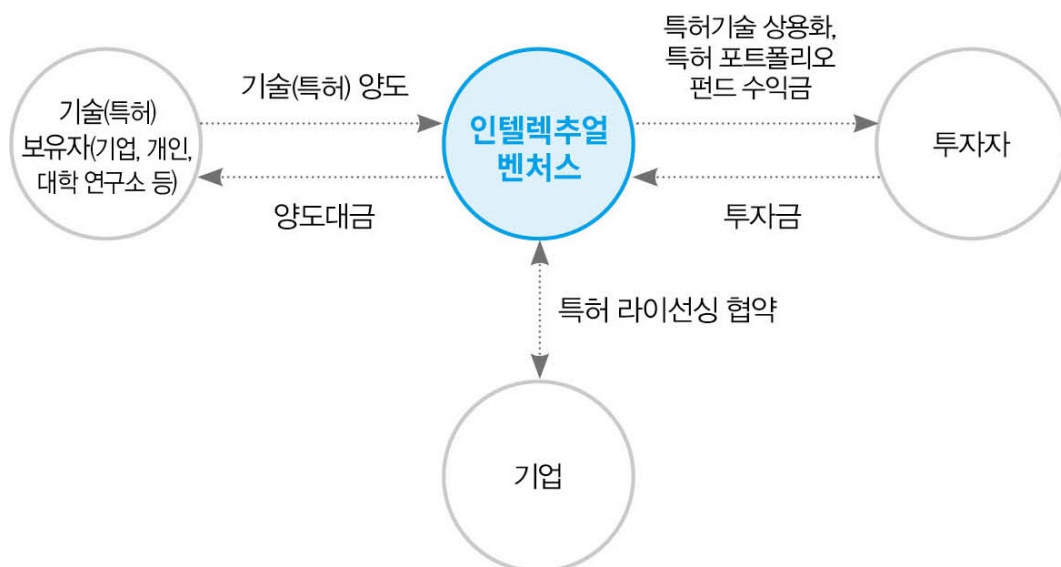 기술(특허)
보유자(기업, 개인,
대학 연구소 등)
기술(특허) 양도
양도대금
인텔렉추얼
벤처스
특허기술 상용화,
특허 포트폴리오
펀드 수익금
투자금
투자자
특허 라이선싱 협약
기업